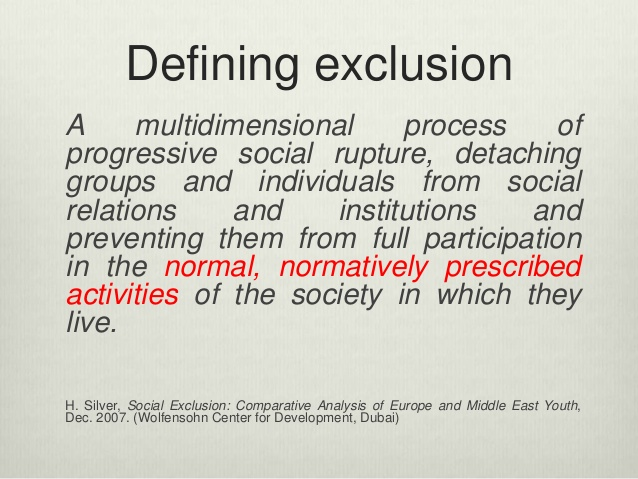 Defining exclusion
A multidimensional process of
progressive social rupture, detaching
groups and individuals from social
relations and institutions and
preventing them from full participation
in the normal, normatively prescribed
activities of the society in which they
live.
H. Silver, Social Exclusion: Comparative Analysis of Europe and Middle East Youth,
Dec. 2007. (Wolfensohn Center for Development, Dubai)